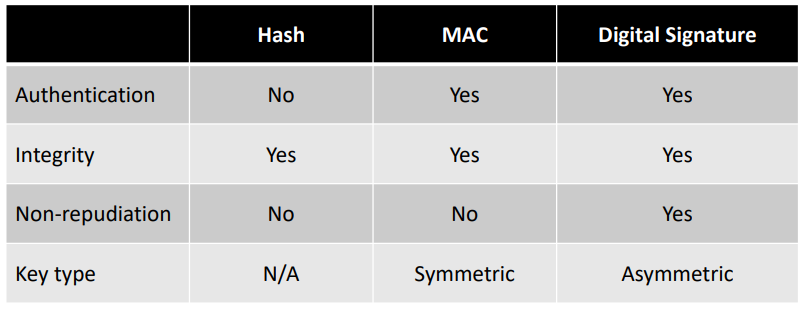 Hash MAC Digital Signature
Authentication No Yes Yes
Integrity Yes Yes Yes
Non-repudiation No No Yes
Key type N/A Symmetric Asymmetric